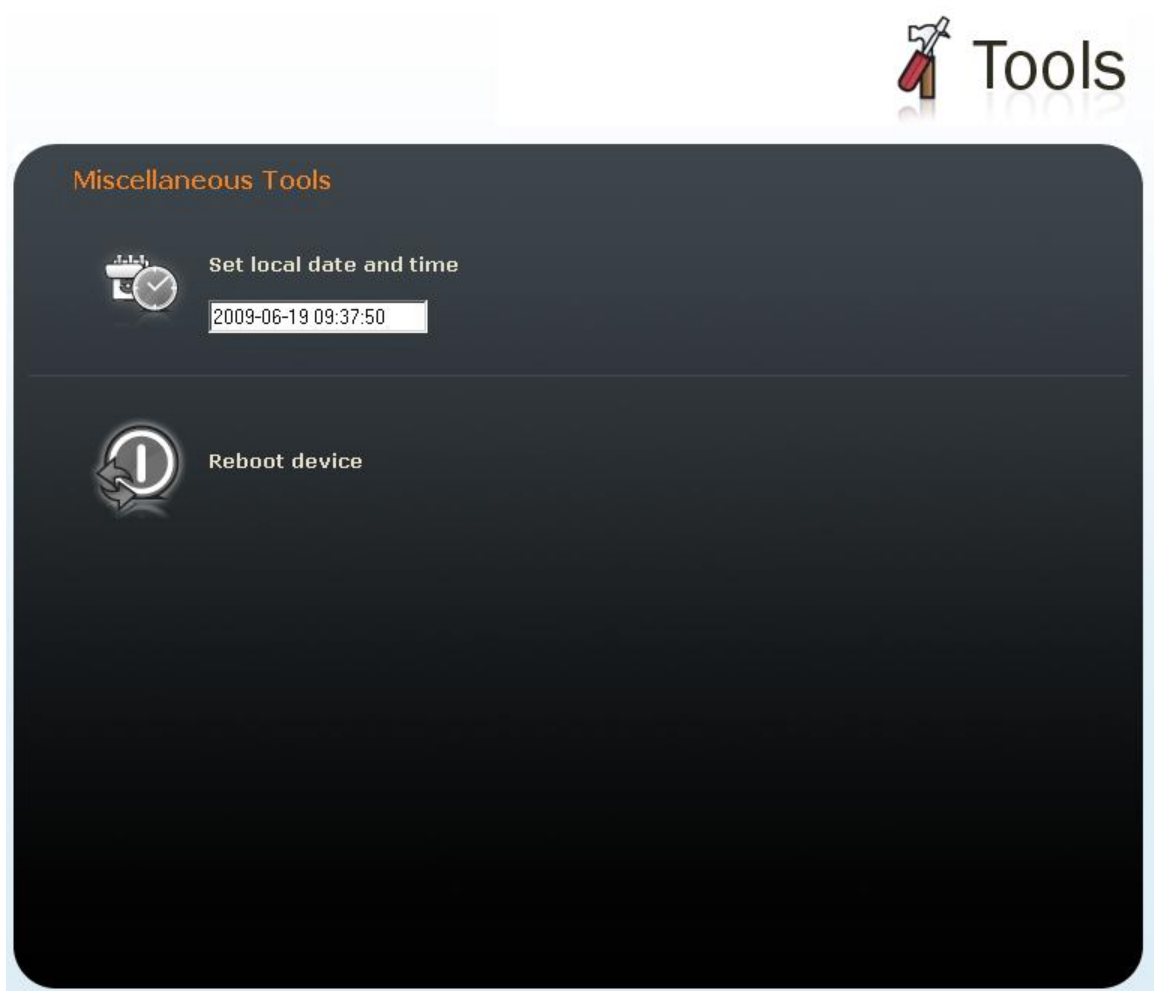 Tools
Miscellaneous Tools
Set local date and time
2009-06-19 09:37:50
Reboot device